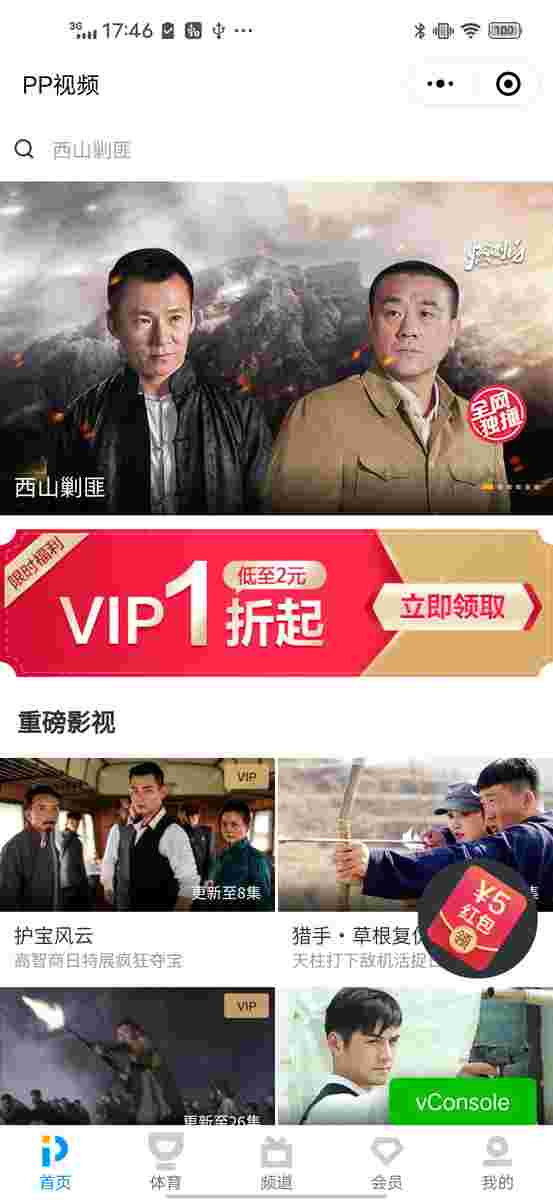 3G 17:46 100
PP视频
西山剿匪
全网
独播
西山剿匪
限时福利
VIP1折起
低至2元
立即领取
重磅影视
VIP
更新至8集
集
护宝风云
猎手·草根复仇
高智商日特展疯狂夺宝
天柱打下敌机活捉日
¥5
红包
领
VIP
更新至26集
vConsole
首页
体育
频道
会员
我的